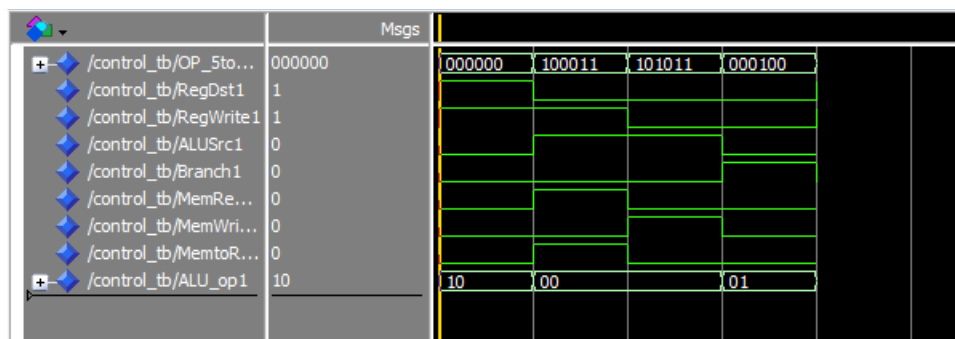 Msgs
/control_tb/OP_5to... 000000 000000 100011 101011 000100
/control_tb/RegDst1 1
/control_tb/RegWrite1 1
/control_tb/ALUSrc1 0
/control_tb/Branch1 0
/control_tb/MemRe... 0
/control_tb/MemWri... 0
/control_tb/MemtoR... 0
/control_tb/ALU_op1 10 10 00 01